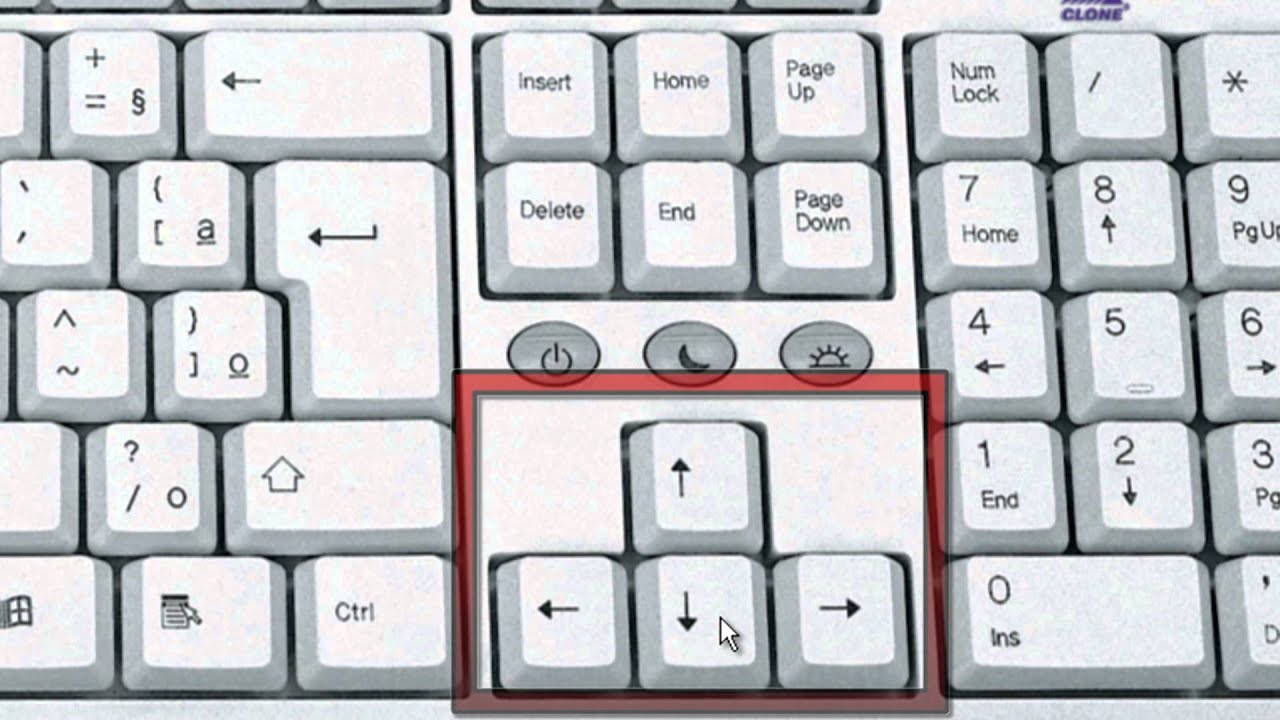 CLONE
+
= §
←
Insert
Home
Page
Up
Num
Lock
/
*
`
´
{
[ ª
Delete
End
Page
Down
7
Home
8
↑
9
PgUp
^
~
}
] º
4
←
5
6
→
?
/ °
↑
1
End
2
↓
3
Pg
Ctrl
←
↓
→
0
Ins
,
D